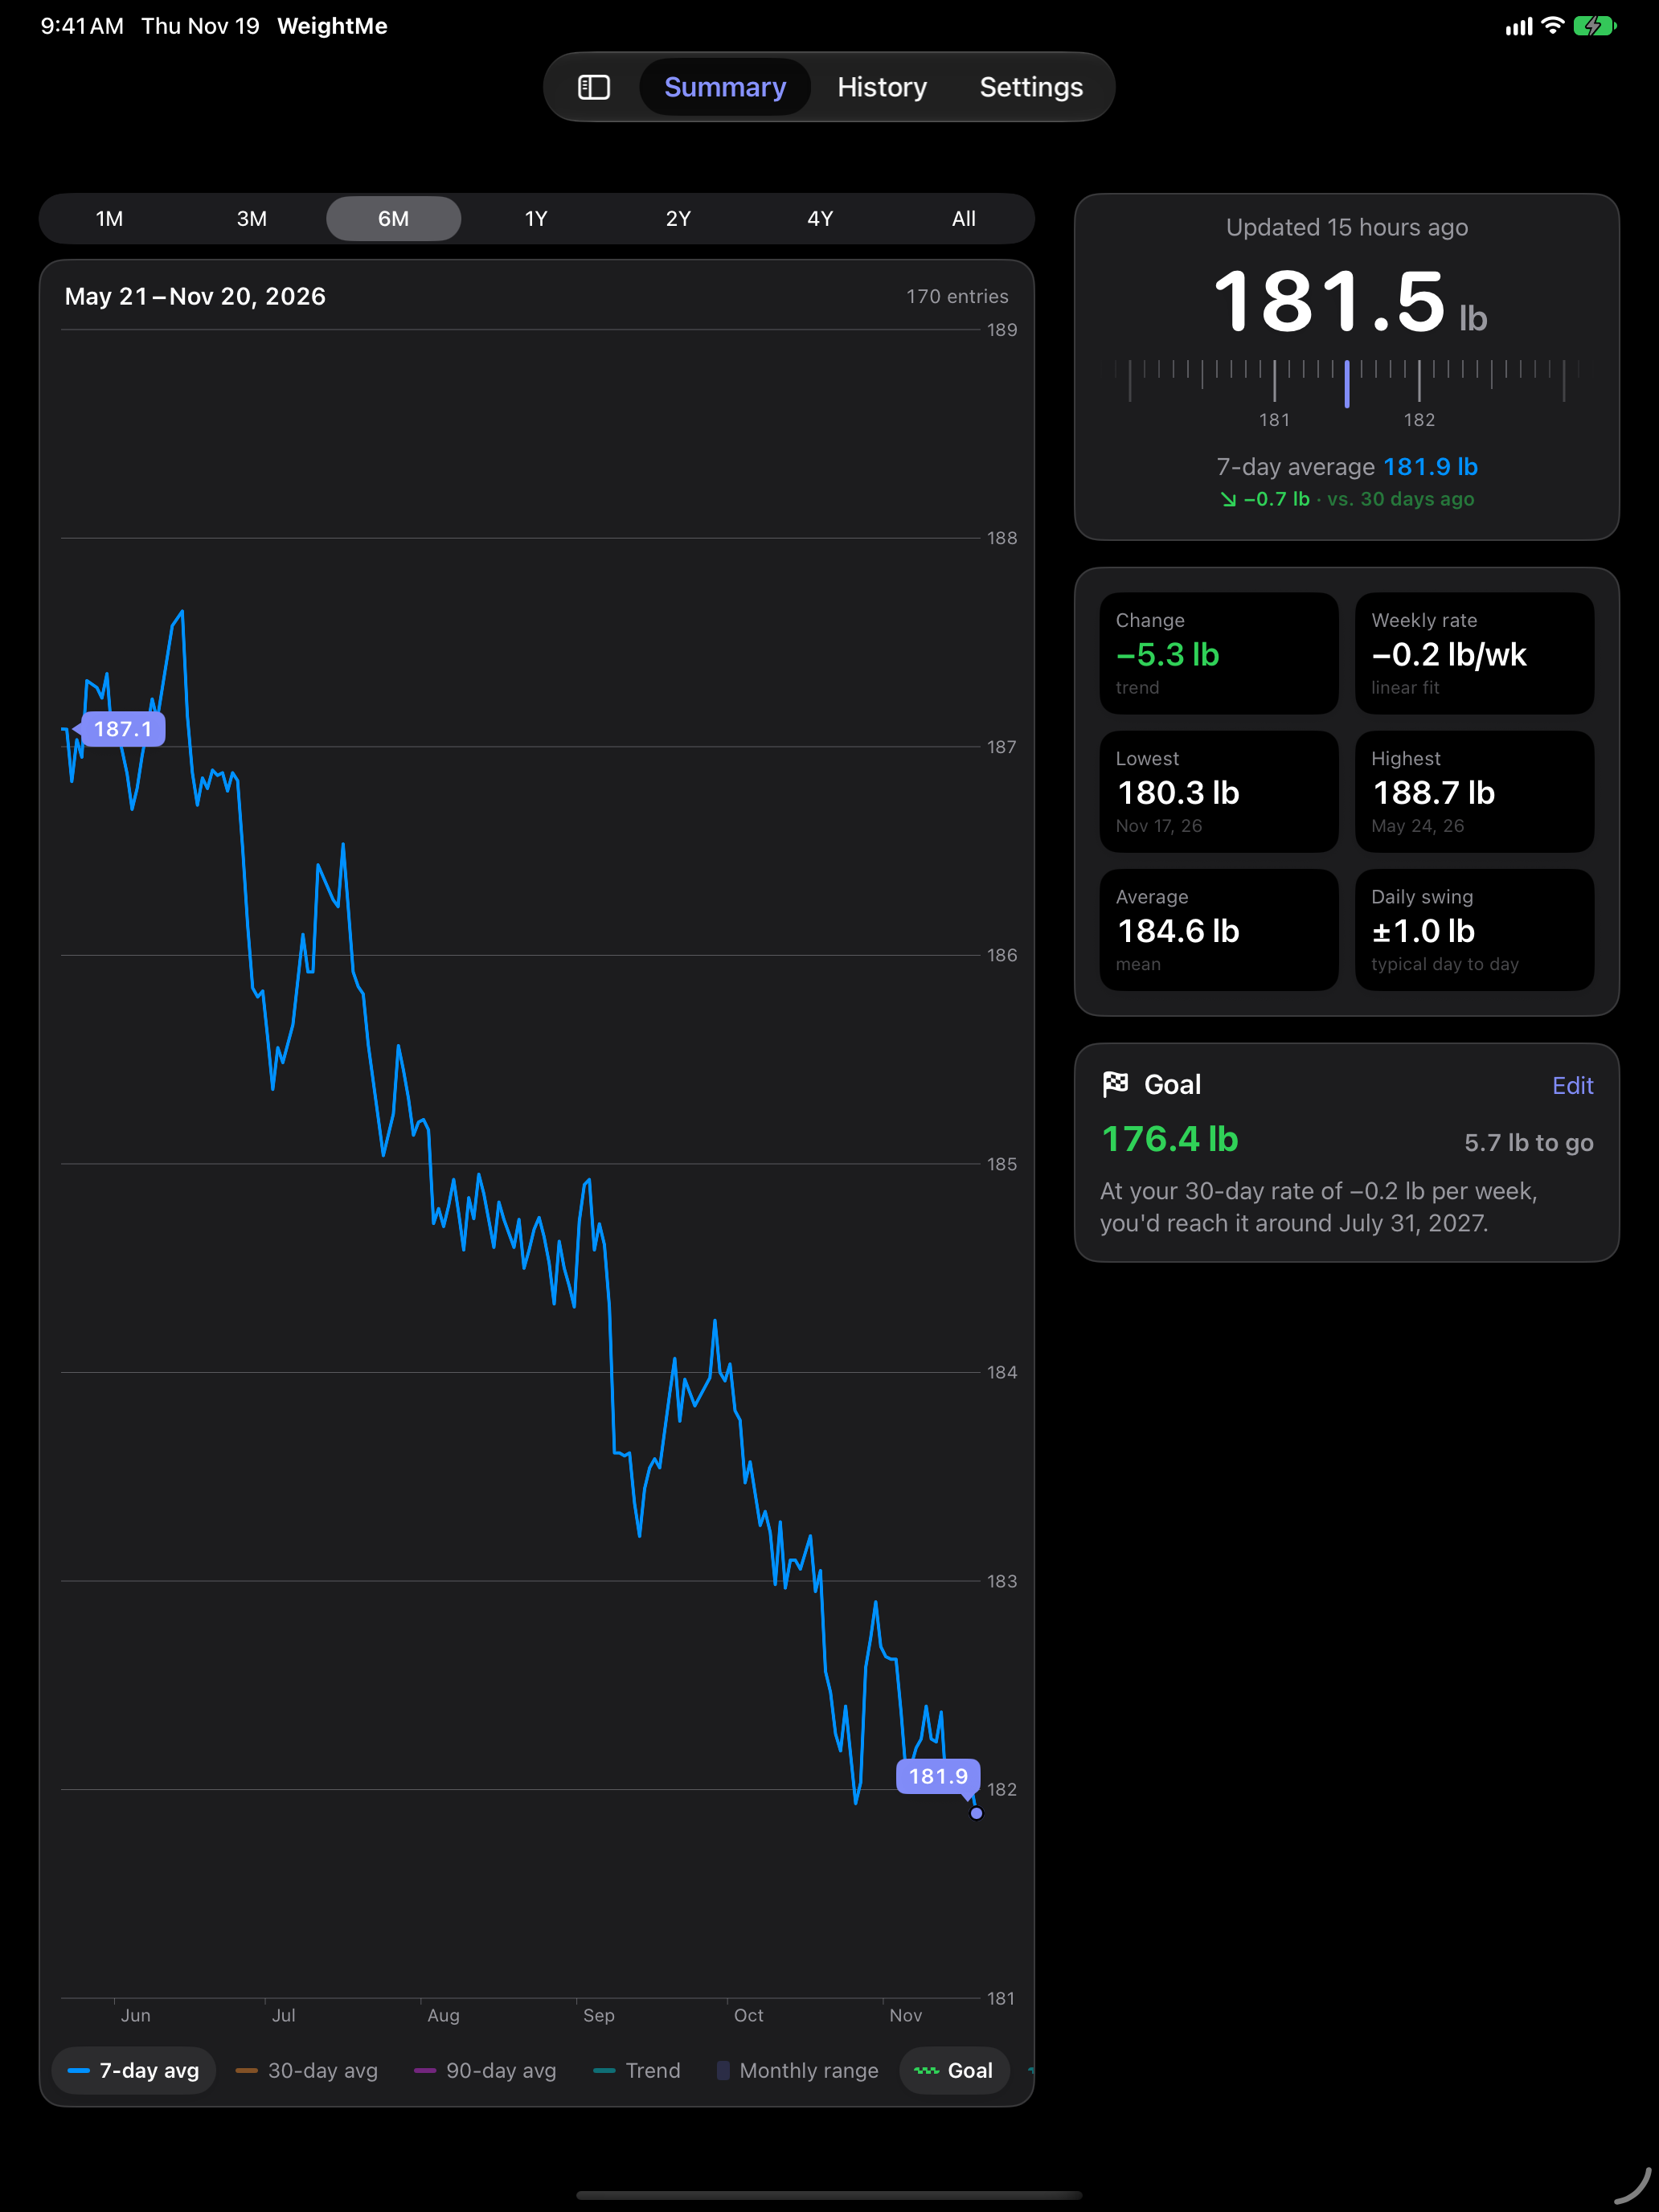 9:41 AM Thu Nov 19 WeightMe
Summary History Settings
1M 3M 6M 1Y 2Y 4Y All
May 21 – Nov 20, 2026 170 entries
189
188
187
186
185
184
183
182
181
187.1
181.9
Jun Jul Aug Sep Oct Nov
7-day avg 30-day avg 90-day avg Trend Monthly range Goal
Updated 15 hours ago
181.5 lb
181 182
7-day average 181.9 lb
↘ −0.7 lb · vs. 30 days ago
Change
−5.3 lb
trend
Weekly rate
−0.2 lb/wk
linear fit
Lowest
180.3 lb
Nov 17, 26
Highest
188.7 lb
May 24, 26
Average
184.6 lb
mean
Daily swing
±1.0 lb
typical day to day
Goal Edit
176.4 lb 5.7 lb to go
At your 30-day rate of −0.2 lb per week,
you'd reach it around July 31, 2027.